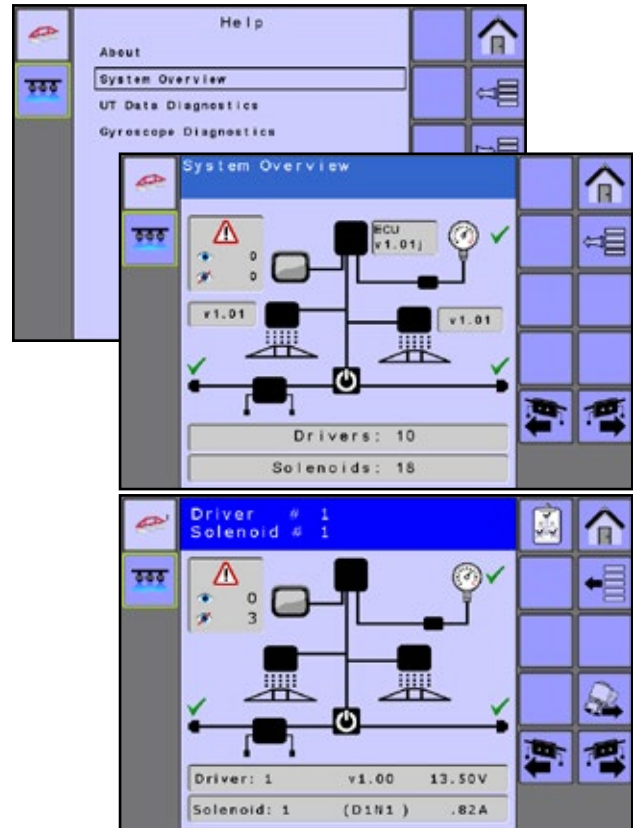 Help
About
System Overview
UT Data Diagnostics
Gyroscope Diagnostics
System Overview
0
0
ECU
v1.01j
v1.01
v1.01
Drivers: 10
Solenoids: 18
Driver # 1
Solenoid # 1
0
3
Driver: 1 v1.00 13.50V
Solenoid: 1 (D1N1 ) .82A